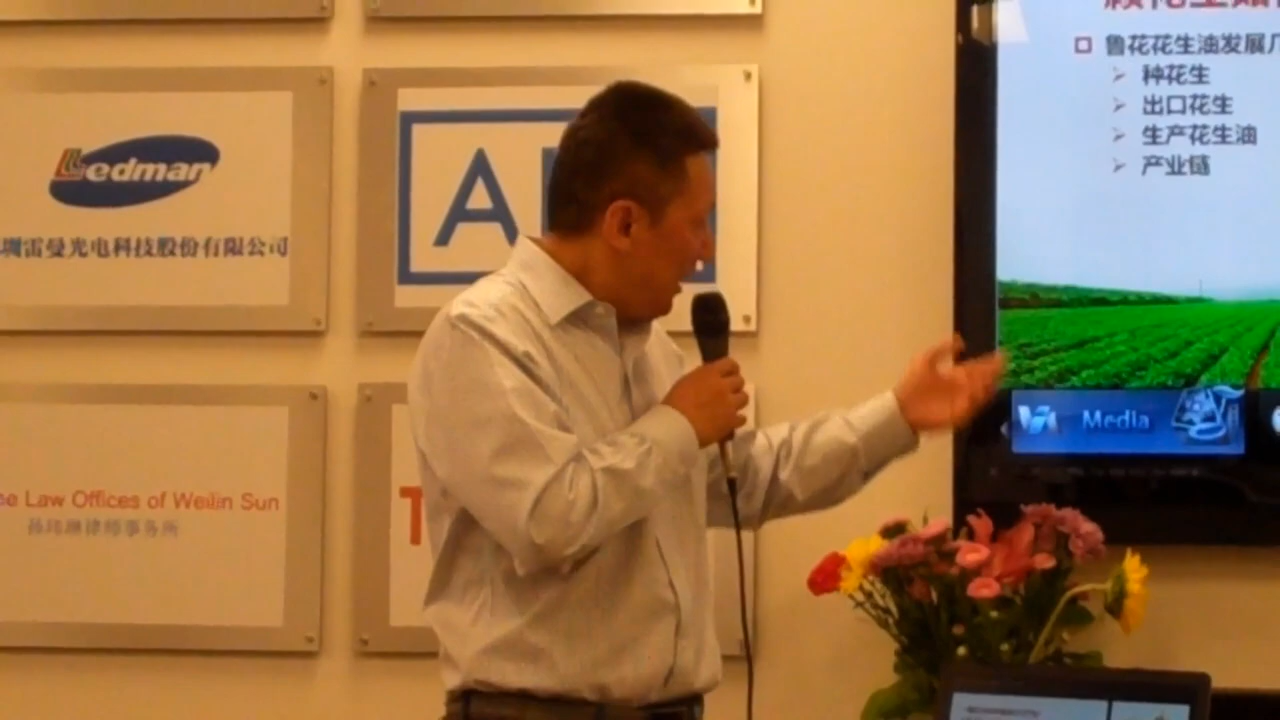 Ledman
圳雷曼光电科技股份有限公司
A
ee Law Offices of Weilin Sun
孙玮琳律师事务所
T
鲁花花生油发展几
种花生
出口花生
生产花生油
产业链
Media